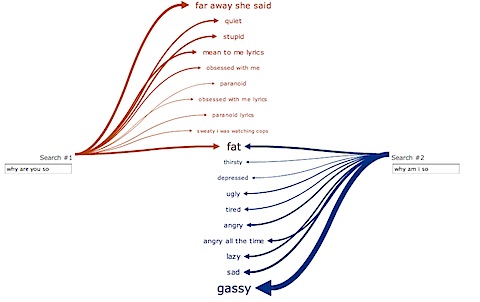 far away she said
quiet
stupid
mean to me lyrics
obsessed with me
paranoid
obsessed with me lyrics
paranoid lyrics
sweaty i was watching cops
fat
Search #1
why are you so
Search #2
why am i so
thirsty
depressed
ugly
tired
angry
angry all the time
lazy
sad
gassy